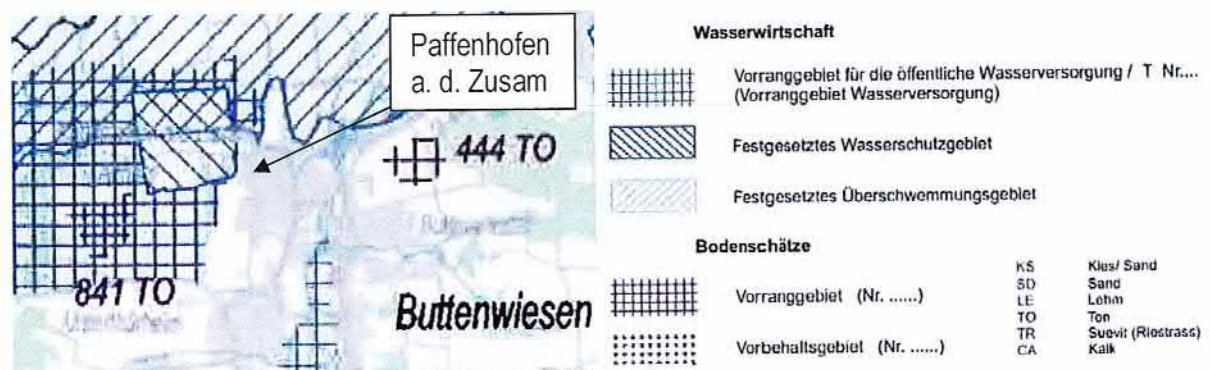 Paffenhofen
a. d. Zusam
444 TO
841 TO
Buttenwiesen
Wasserwirtschaft
Vorranggebiet für die öffentliche Wasserversorgung / T Nr....
(Vorranggebiet Wasserversorgung)
Festgesetztes Wasserschutzgebiet
Festgesetztes Überschwemmungsgebiet
Bodenschätze
Vorranggebiet (Nr. ......)
Vorbehaltsgebiet (Nr. ......)
KS Kies/ Sand
SD Sand
LE Lehm
TO Ton
TR Suevit (Riestrass)
CA Kalk